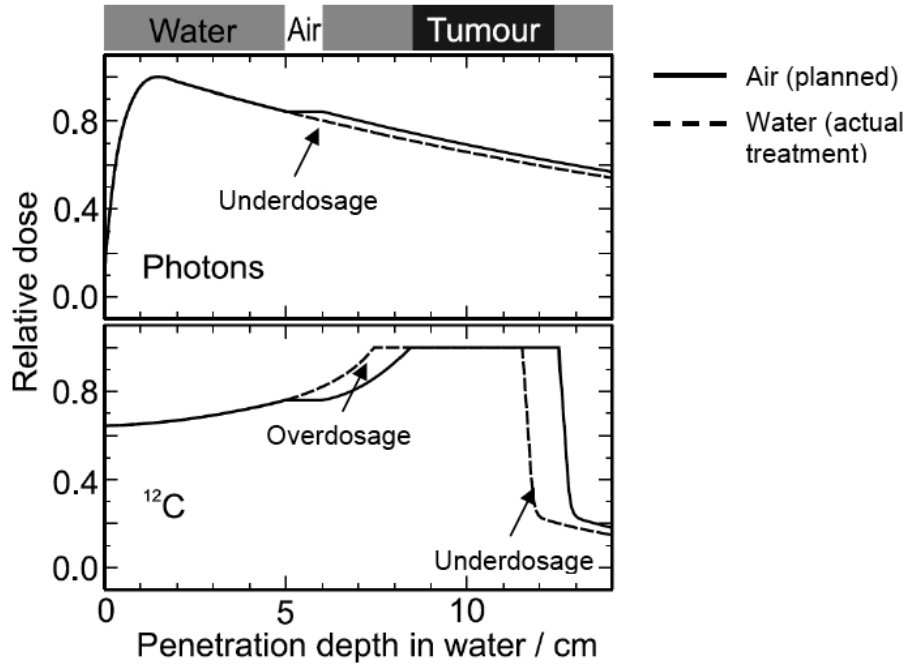 Water Air Tumour
Air (planned)
Water (actual
treatment)
0.8
0.4
0.0
Underdosage
Photons
Relative dose
0.8
0.4
0.0
Overdosage
¹²C
Underdosage
0 5 10
Penetration depth in water / cm